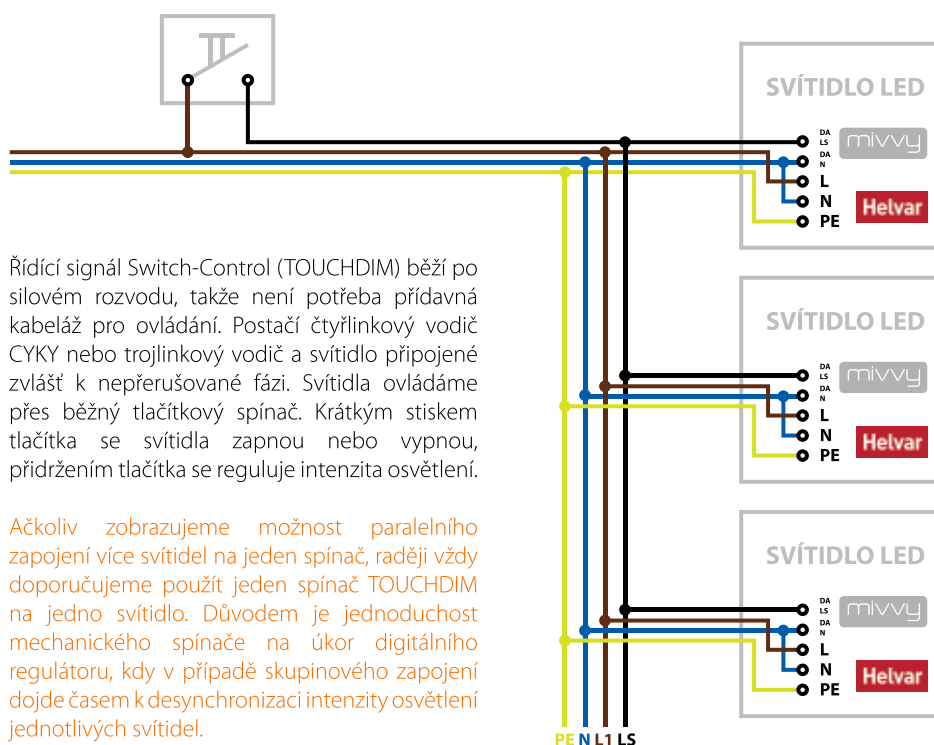 SVÍTIDLO LED
DA
LS
DA
N
L
N
PE
mivvy
Helvar
Řídící signál Switch-Control (TOUCHDIM) běží po
silovém rozvodu, takže není potřeba přídavná
kabeláž pro ovládání. Postačí čtyřlinkový vodič
CYKY nebo trojlinkový vodič a svítidlo připojené
zvlášť k nepřerušované fázi. Svítidla ovládáme
přes běžný tlačítkový spínač. Krátkým stiskem
tlačítka se svítidla zapnou nebo vypnou,
přidržením tlačítka se reguluje intenzita osvětlení.
Ačkoliv zobrazujeme možnost paralelního
zapojení více svítidel na jeden spínač, raději vždy
doporučujeme použít jeden spínač TOUCHDIM
na jedno svítidlo. Důvodem je jednoduchost
mechanického spínače na úkor digitálního
regulátoru, kdy v případě skupinového zapojení
dojde časem k desynchronizaci intenzity osvětlení
jednotlivých svítidel.
SVÍTIDLO LED
DA
LS
DA
N
L
N
PE
mivvy
Helvar
SVÍTIDLO LED
DA
LS
DA
N
L
N
PE
mivvy
Helvar
PE N L1 LS